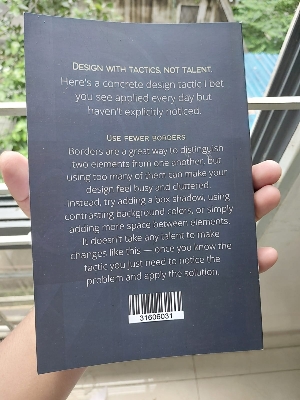 DESIGN WITH TACTICS, NOT TALENT.
Here's a concrete design tactic I bet
you see applied every day but
haven't explicitly noticed.
USE FEWER BORDERS
Borders are a great way to distinguish
two elements from one another, but
using too many of them can make your
design feel busy and cluttered.
Instead, try adding a box shadow, using
contrasting background colors, or simply
adding more space between elements.
It doesn't take any talent to make
changes like this — once you know the
tactic you just need to notice the
problem and apply the solution.
31606031